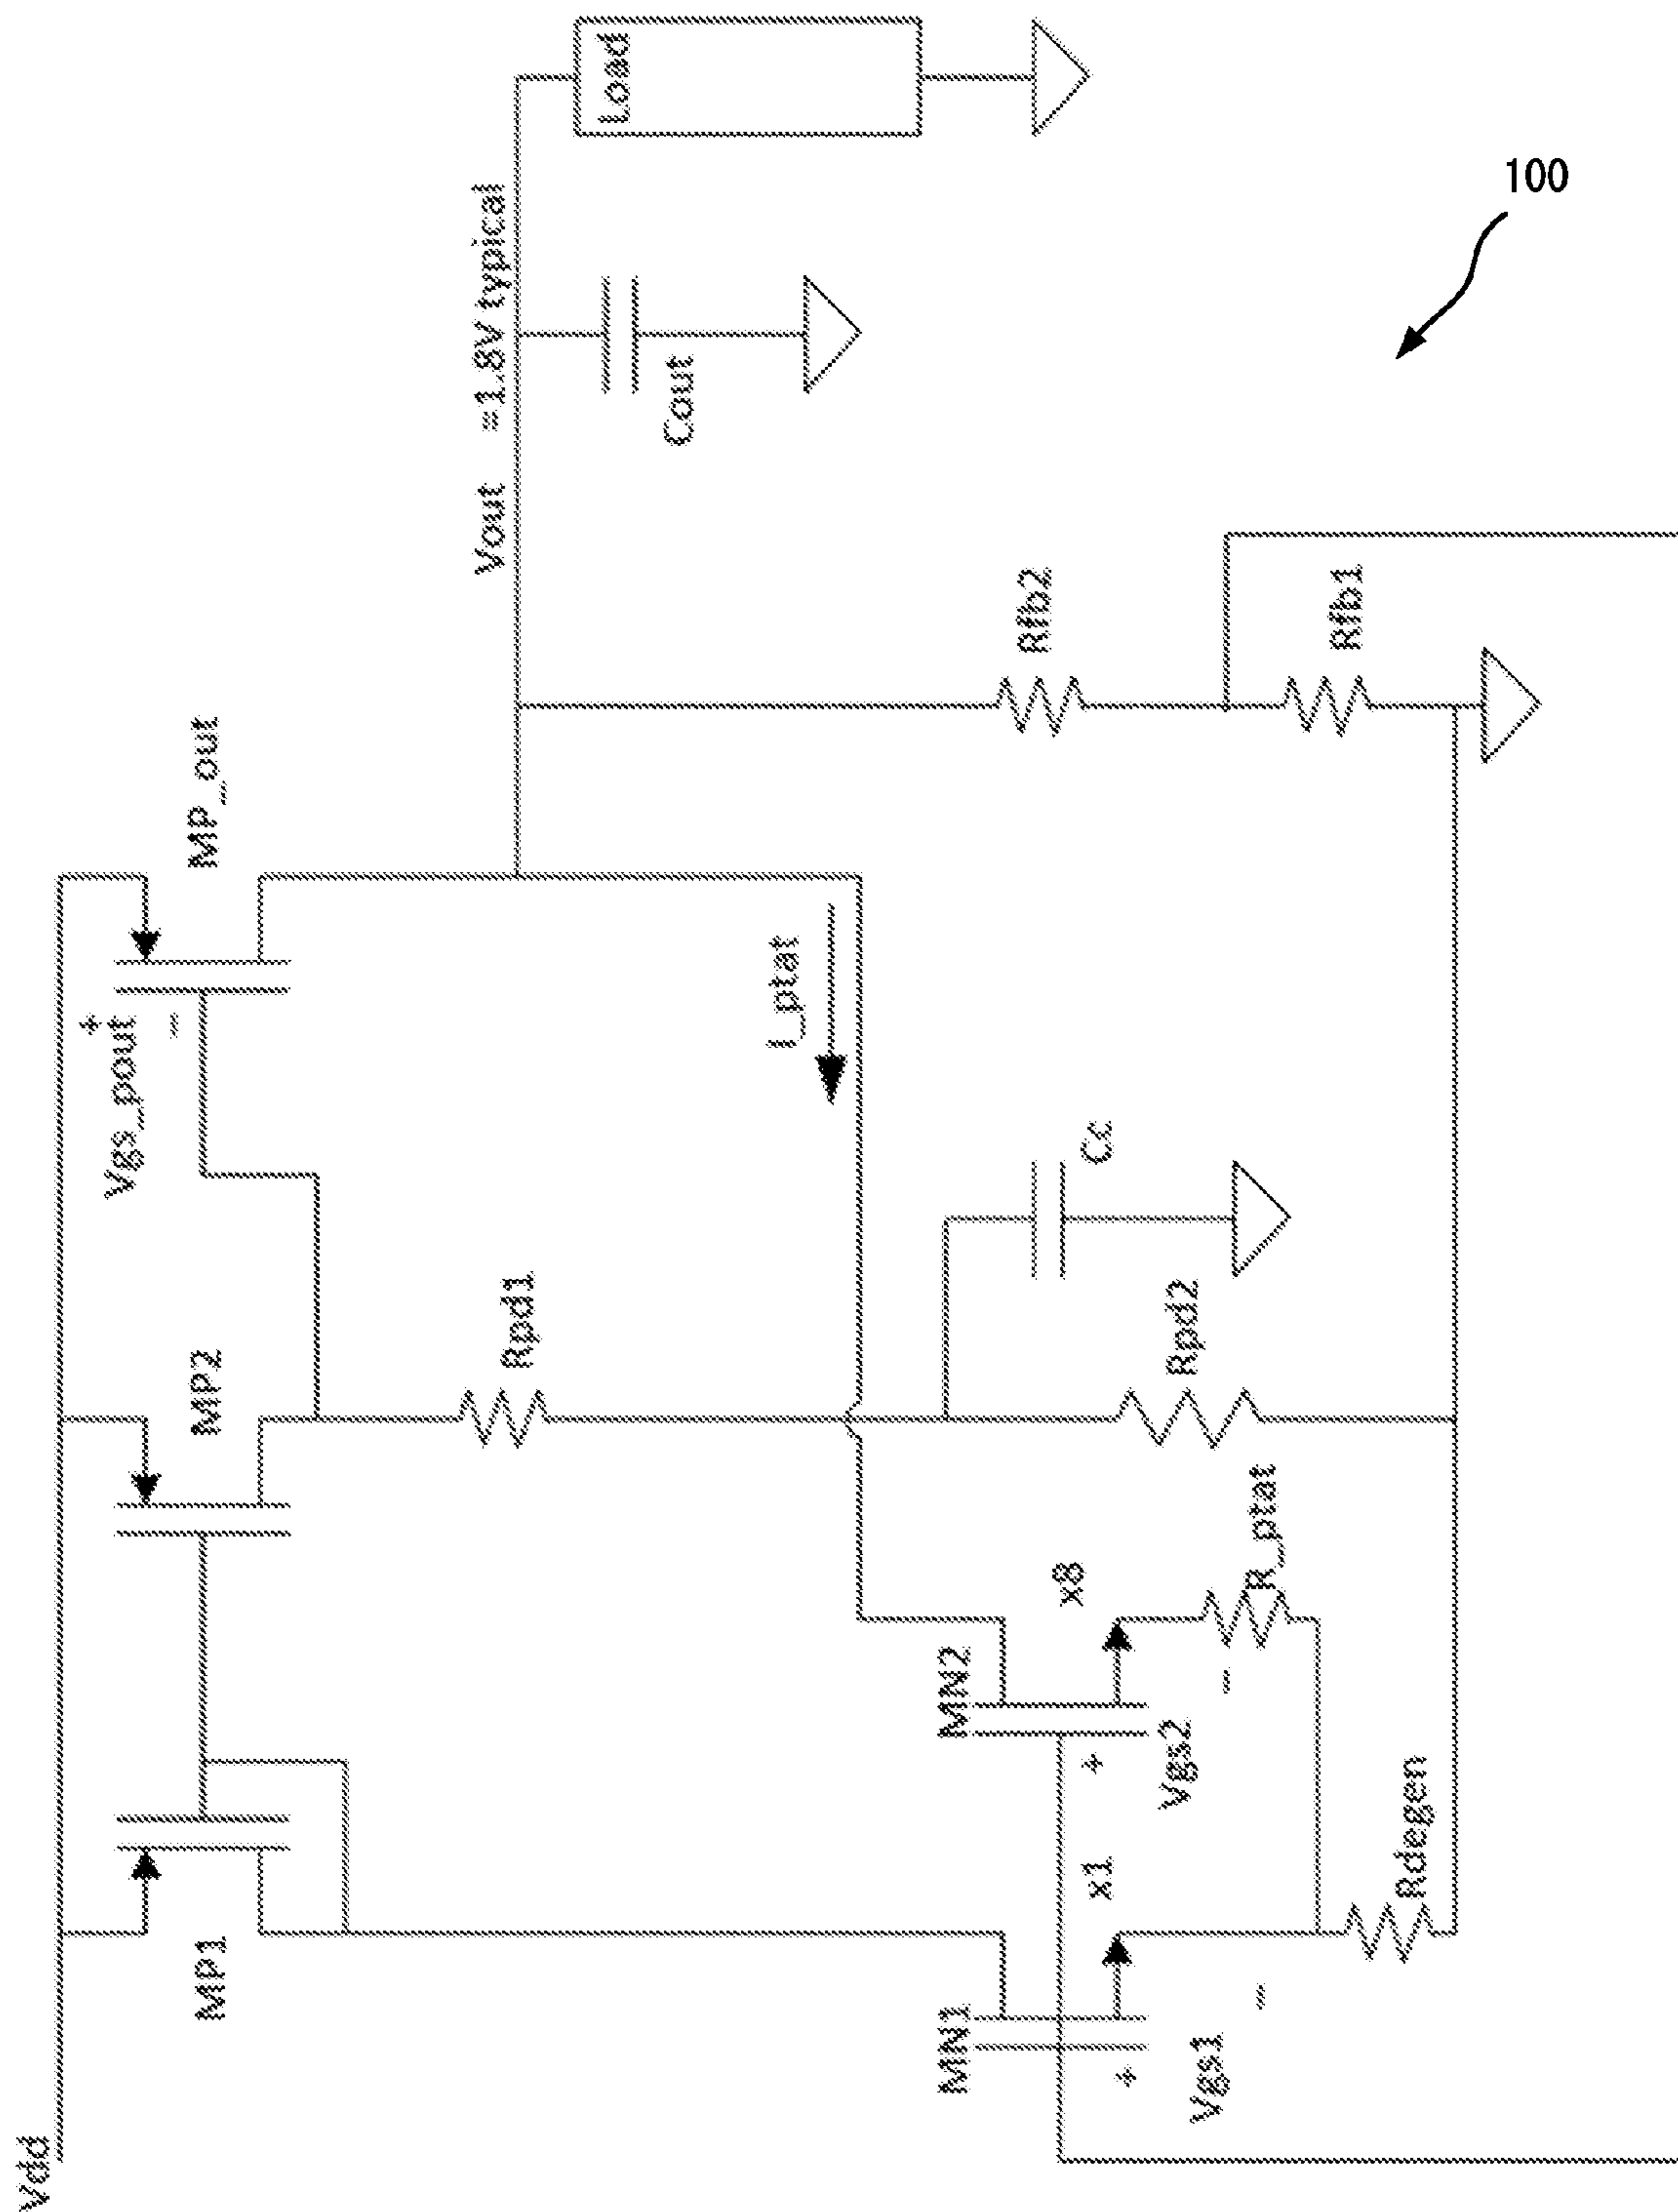 Vdd
MP1
MP2
MP_out
Vgs_pout
+
-
Vout =1.8V typical
Load
Cout
Rpd1
I_ptat
Cc
Rpd2
Rfb2
Rfb1
MN1
x1
+
Vgs1
-
MN2
x8
+
Vgs2
-
R_ptat
Rdegen
100